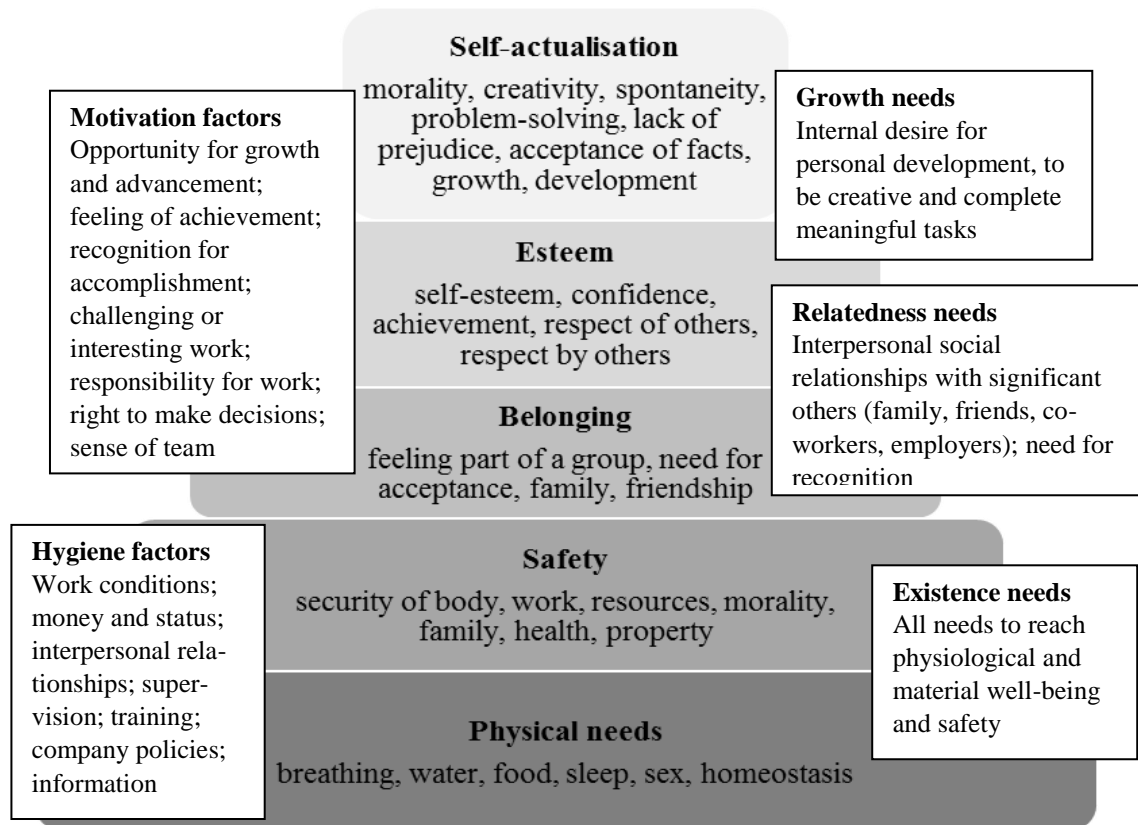 Self-actualisation
morality, creativity, spontaneity,
problem-solving, lack of
prejudice, acceptance of facts,
growth, development
Motivation factors
Opportunity for growth
and advancement;
feeling of achievement;
recognition for
accomplishment;
challenging or
interesting work;
responsibility for work;
right to make decisions;
sense of team
Growth needs
Internal desire for
personal development, to
be creative and complete
meaningful tasks
Esteem
self-esteem, confidence,
achievement, respect of others,
respect by others
Relatedness needs
Interpersonal social
relationships with significant
others (family, friends, co-
workers, employers); need for
recognition
Belonging
feeling part of a group, need for
acceptance, family, friendship
Hygiene factors
Work conditions;
money and status;
interpersonal rela-
tionships; super-
vision; training;
company policies;
information
Safety
security of body, work, resources, morality,
family, health, property
Existence needs
All needs to reach
physiological and
material well-being
and safety
Physical needs
breathing, water, food, sleep, sex, homeostasis